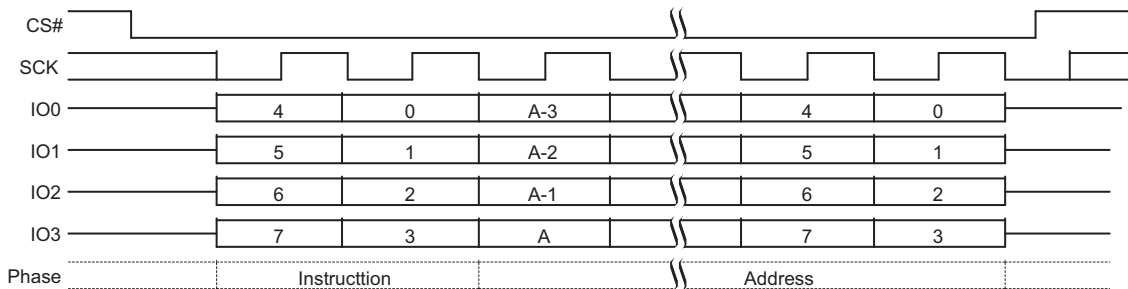 CS#
SCK
IO0 4 0 A-3 4 0
IO1 5 1 A-2 5 1
IO2 6 2 A-1 6 2
IO3 7 3 A 7 3
Phase Instructtion Address